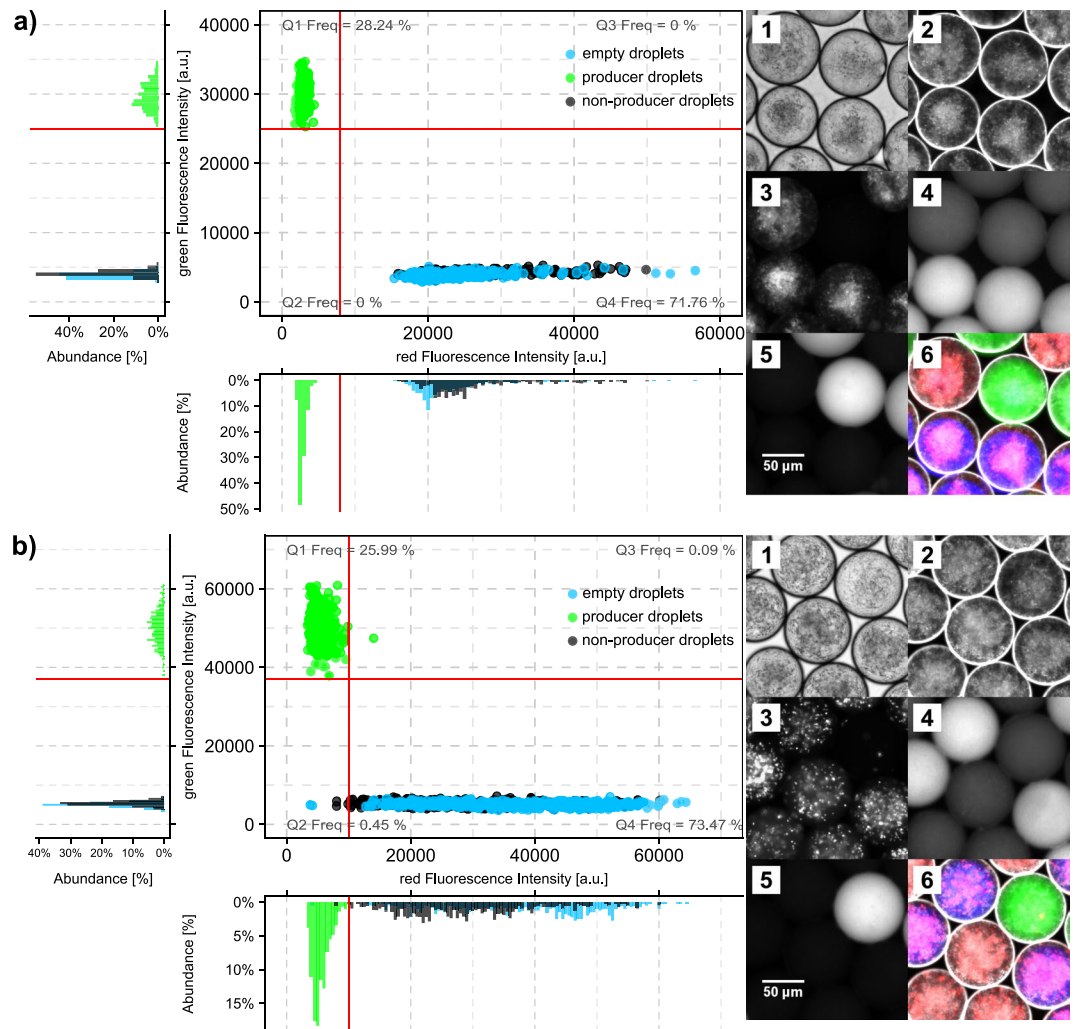 a)
Q1 Freq = 28.24 %
Q3 Freq = 0 %
empty droplets
producer droplets
non-producer droplets
40000
30000
20000
10000
0
green Fluorescence Intensity [a.u.]
Q2 Freq = 0 %
Q4 Freq = 71.76 %
40% 20% 0%
Abundance [%]
0 20000 40000 60000
red Fluorescence Intensity [a.u.]
0%
10%
20%
30%
40%
50%
Abundance [%]
1
2
3
4
5
6
50 µm
b)
Q1 Freq = 25.99 %
Q3 Freq = 0.09 %
empty droplets
producer droplets
non-producer droplets
60000
40000
20000
0
green Fluorescence Intensity [a.u.]
Q2 Freq = 0.45 %
Q4 Freq = 73.47 %
40% 30% 20% 10% 0%
Abundance [%]
0 20000 40000 60000
red Fluorescence Intensity [a.u.]
0%
5%
10%
15%
Abundance [%]
1
2
3
4
5
6
50 µm